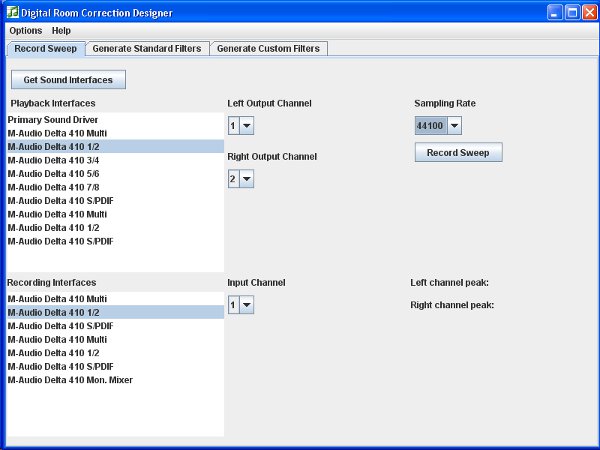 Digital Room Correction Designer
Options Help
Record Sweep Generate Standard Filters Generate Custom Filters
Get Sound Interfaces
Playback Interfaces
Primary Sound Driver
M-Audio Delta 410 Multi
M-Audio Delta 410 1/2
M-Audio Delta 410 3/4
M-Audio Delta 410 5/6
M-Audio Delta 410 7/8
M-Audio Delta 410 S/PDIF
M-Audio Delta 410 Multi
M-Audio Delta 410 1/2
M-Audio Delta 410 S/PDIF
Left Output Channel
1
Right Output Channel
2
Sampling Rate
44100
Record Sweep
Recording Interfaces
M-Audio Delta 410 Multi
M-Audio Delta 410 1/2
M-Audio Delta 410 S/PDIF
M-Audio Delta 410 Multi
M-Audio Delta 410 1/2
M-Audio Delta 410 S/PDIF
M-Audio Delta 410 Mon. Mixer
Input Channel
1
Left channel peak:
Right channel peak: